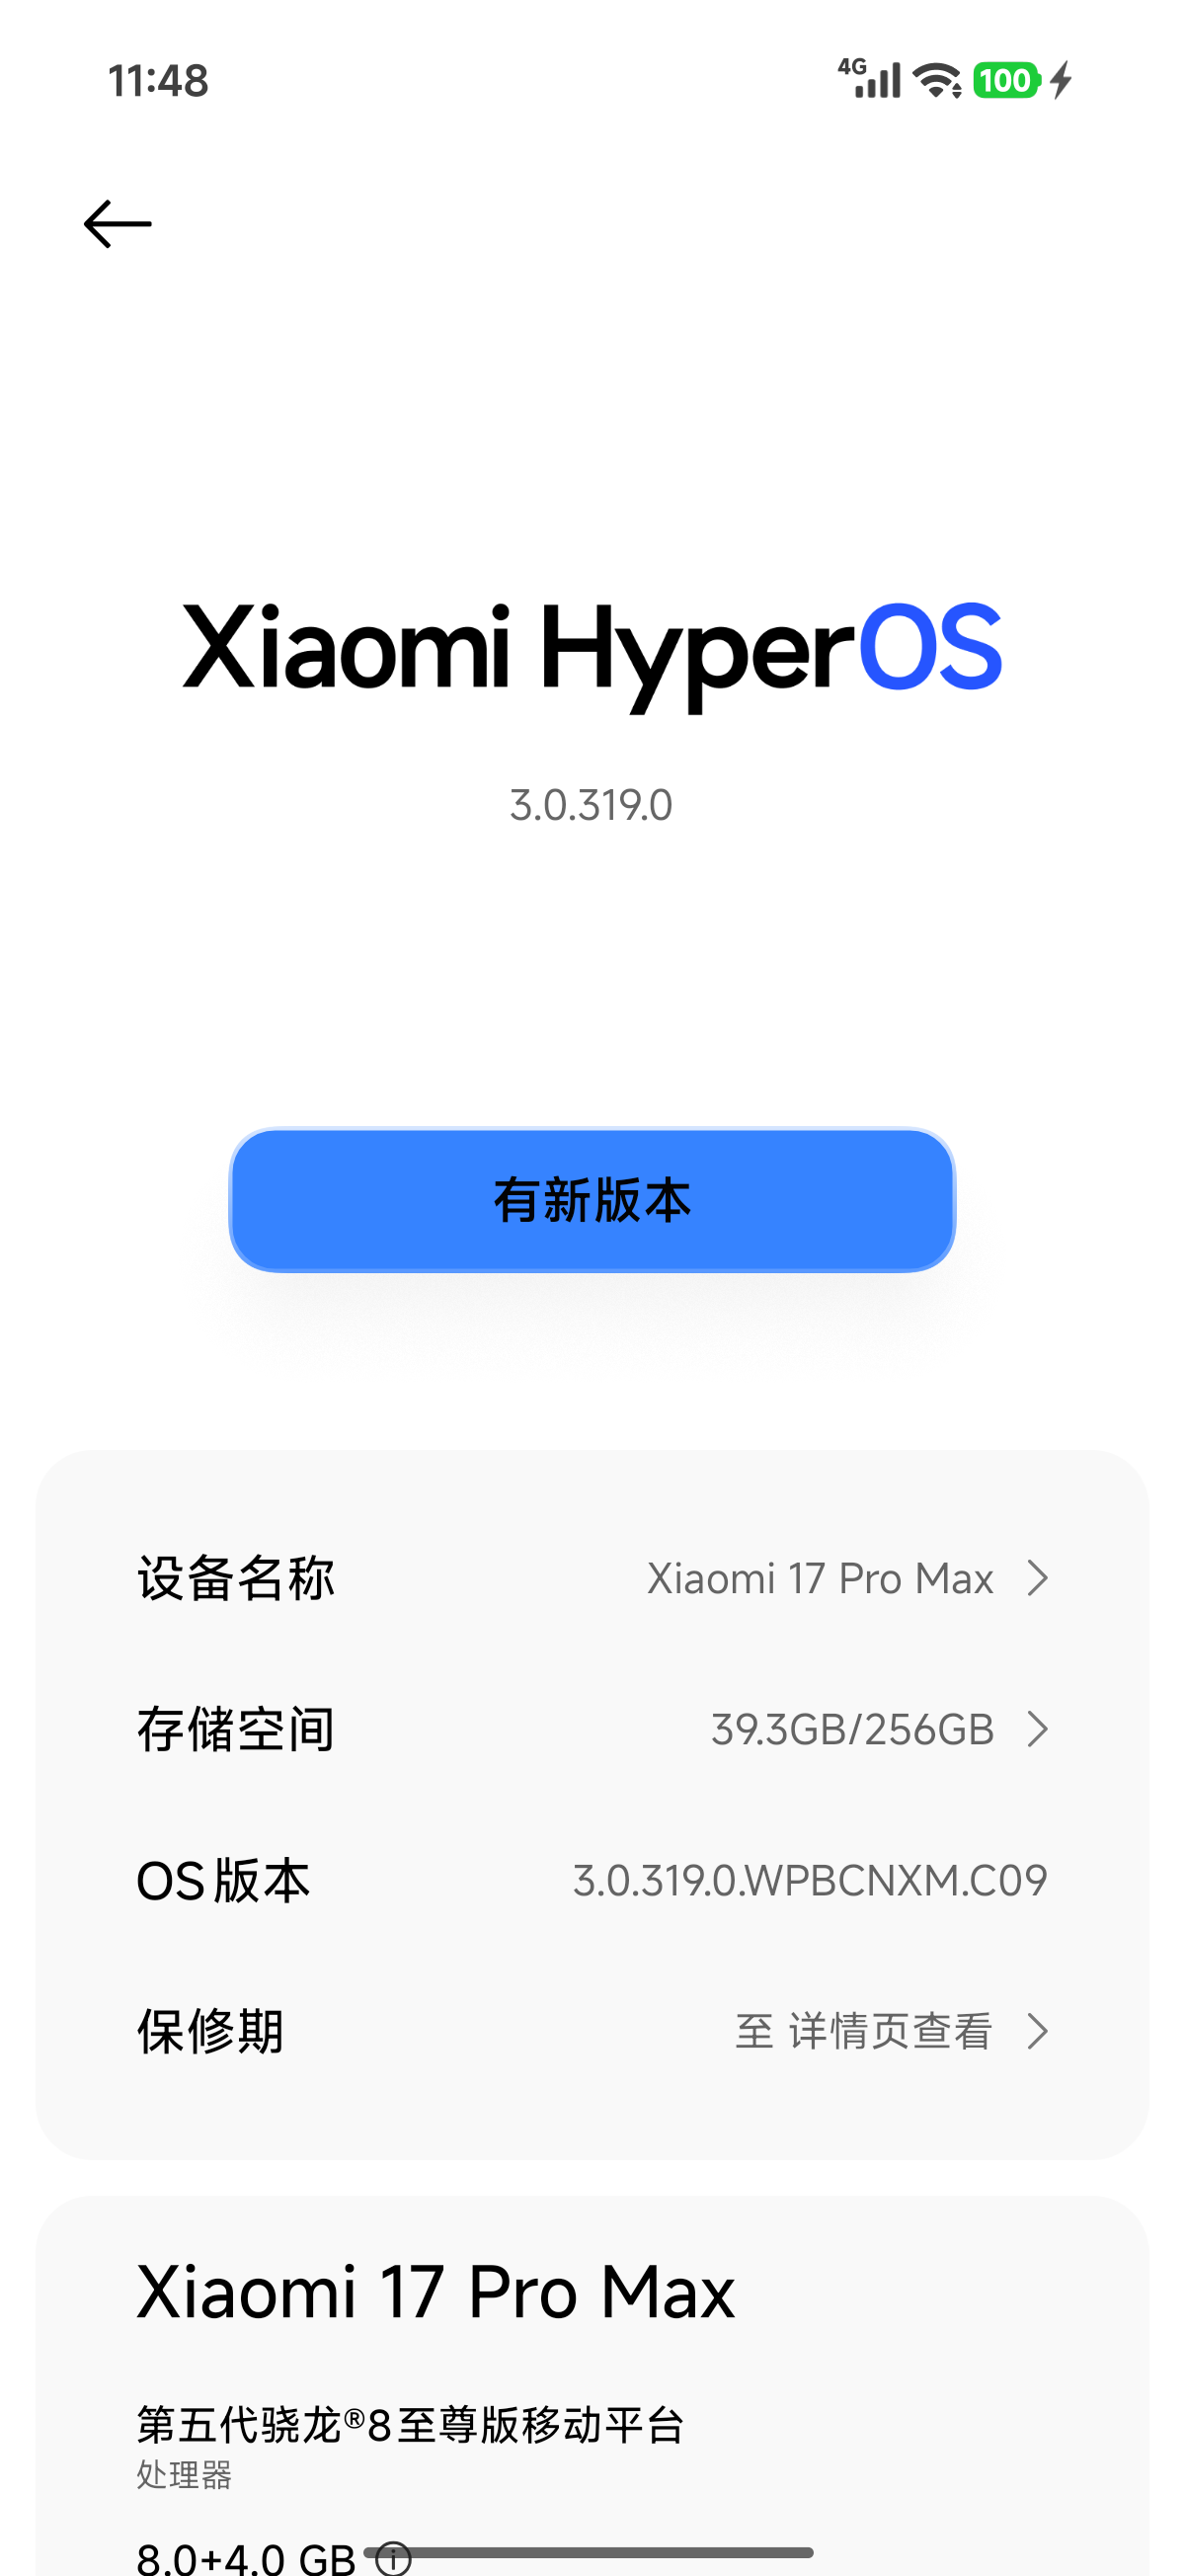 11:48
4G 100
Xiaomi HyperOS
3.0.319.0
有新版本
设备名称 Xiaomi 17 Pro Max
存储空间 39.3GB/256GB
OS版本 3.0.319.0.WPBCNXM.C09
保修期 至 详情页查看
Xiaomi 17 Pro Max
第五代骁龙®8至尊版移动平台
处理器
8.0+4.0 GB